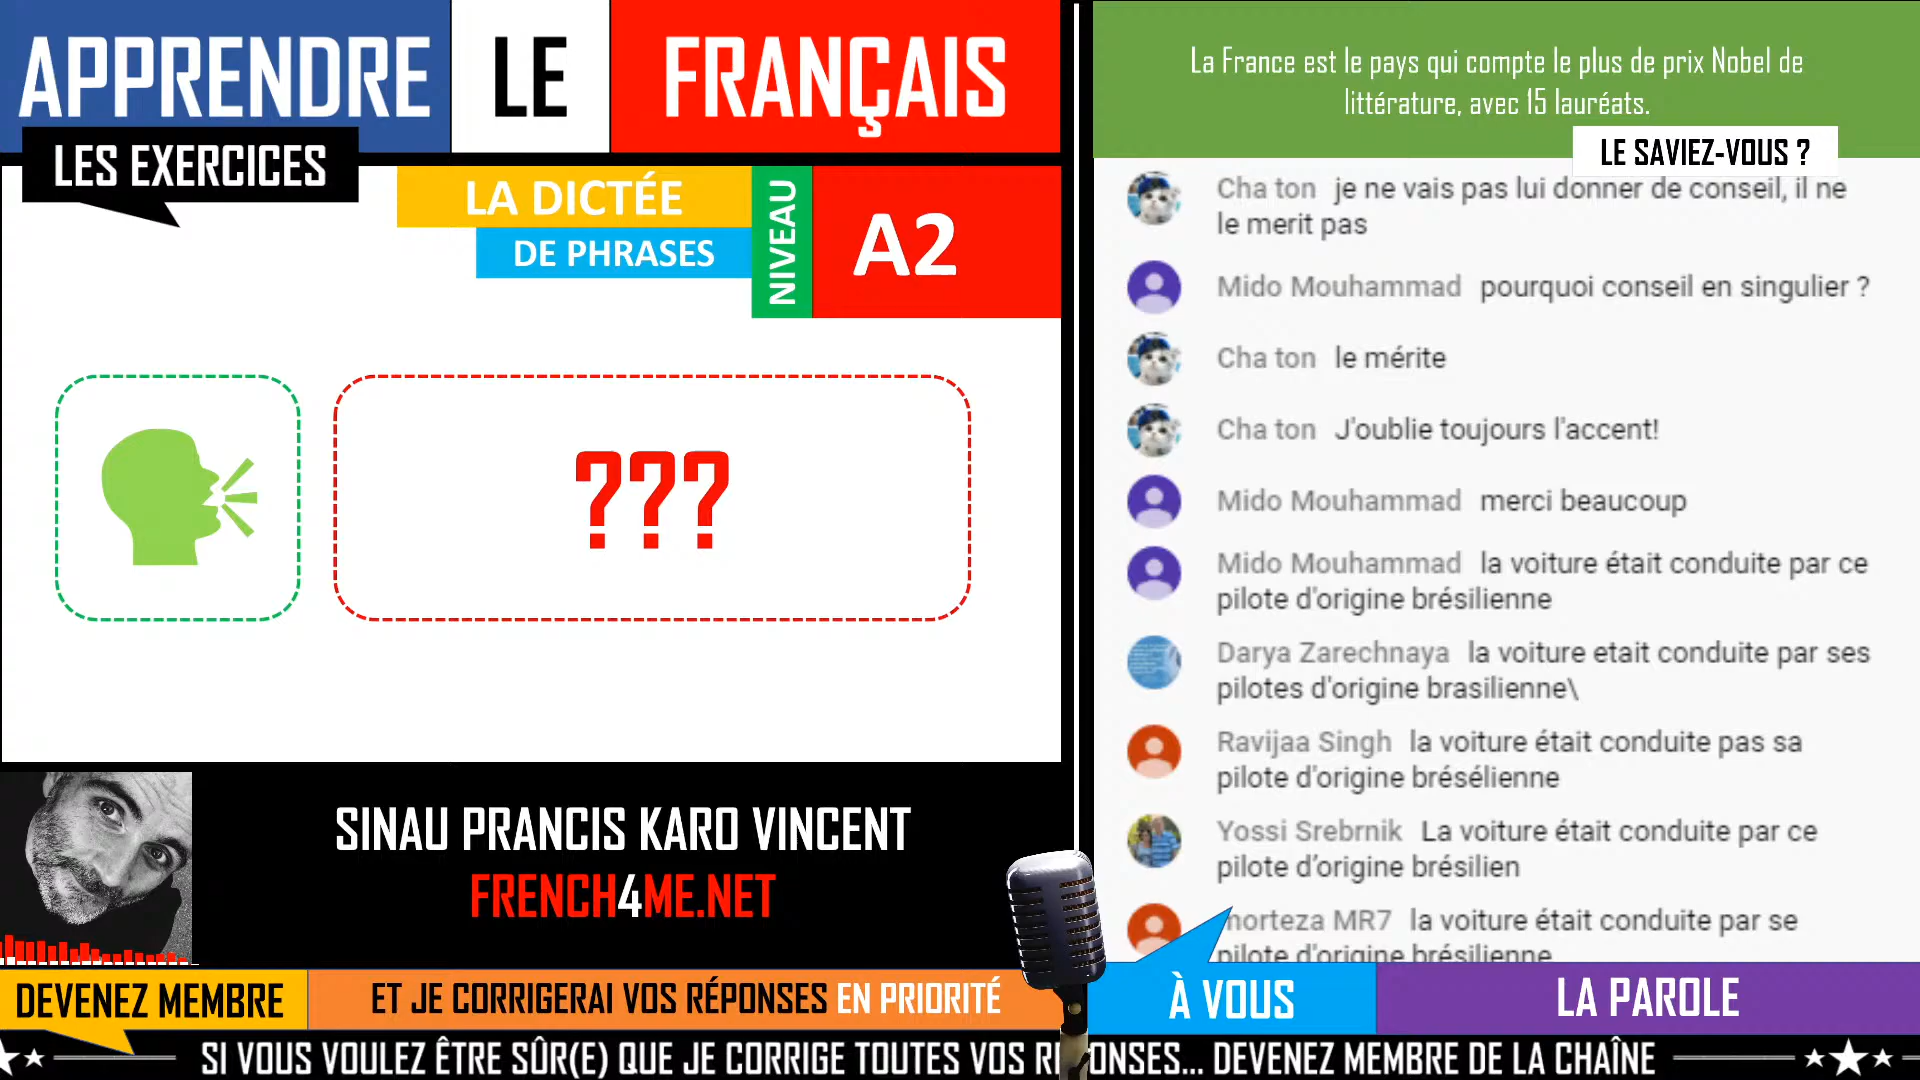 APPRENDRE LE FRANÇAIS
LES EXERCICES
LA DICTÉE
DE PHRASES
NIVEAU
A2
???
SINAU PRANCIS KARO VINCENT
FRENCH4ME.NET
DEVENEZ MEMBRE
ET JE CORRIGERAI VOS RÉPONSES EN PRIORITÉ
La France est le pays qui compte le plus de prix Nobel de
littérature, avec 15 lauréats.
LE SAVIEZ-VOUS ?
Cha ton je ne vais pas lui donner de conseil, il ne
le merit pas
Mido Mouhammad pourquoi conseil en singulier ?
Cha ton le mérite
Cha ton J'oublie toujours l'accent!
Mido Mouhammad merci beaucoup
Mido Mouhammad la voiture était conduite par ce
pilote d'origine brésilienne
Darya Zarechnaya la voiture etait conduite par ses
pilotes d'origine brasilienne\
Ravijaa Singh la voiture était conduite pas sa
pilote d'origine brésélienne
Yossi Srebrnik La voiture était conduite par ce
pilote d’origine brésilien
morteza MR7 la voiture était conduite par se
pilote d'origine brésilienne
À VOUS
LA PAROLE
SI VOUS VOULEZ ÊTRE SÛR(E) QUE JE CORRIGE TOUTES VOS RÉPONSES... DEVENEZ MEMBRE DE LA CHAÎNE